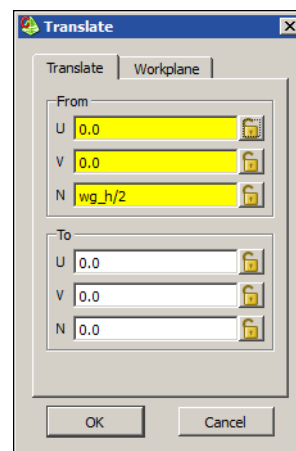 Translate
Translate Workplane
From
U 0.0
V 0.0
N wg_h/2
To
U 0.0
V 0.0
N 0.0
OK Cancel